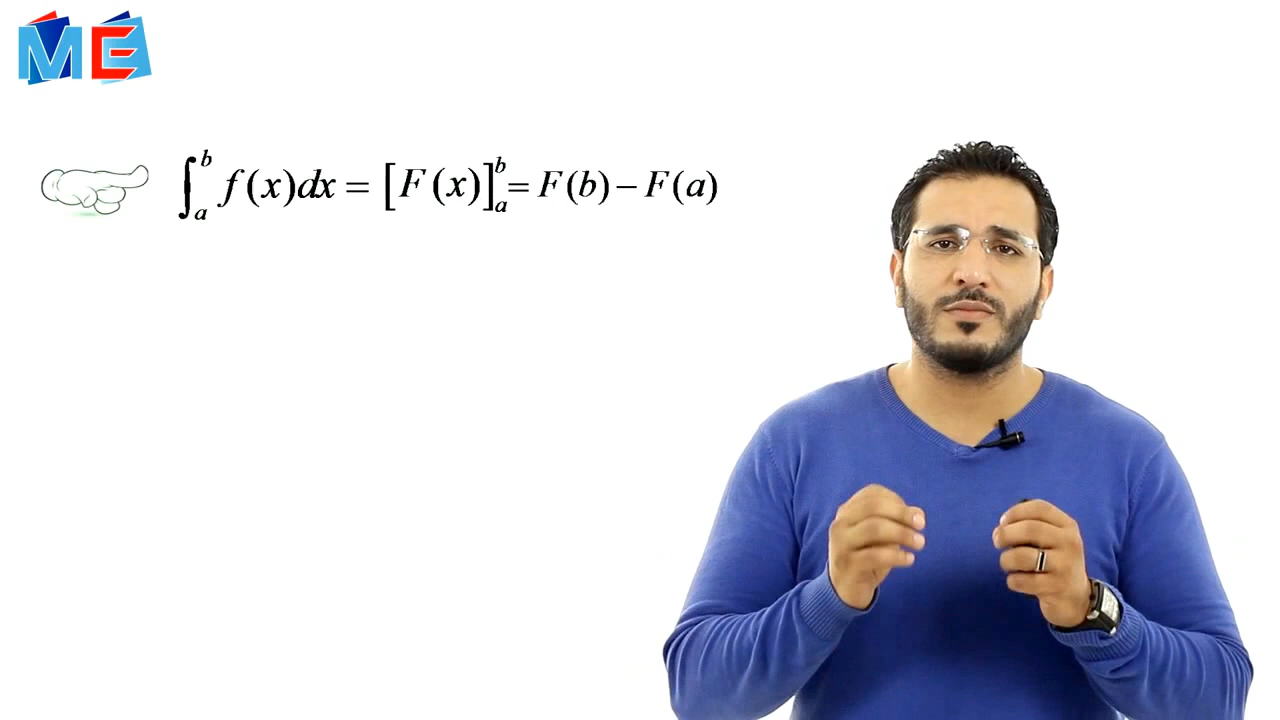 ME
∫_a^b f(x)dx = [F(x)]_a^b = F(b) − F(a)